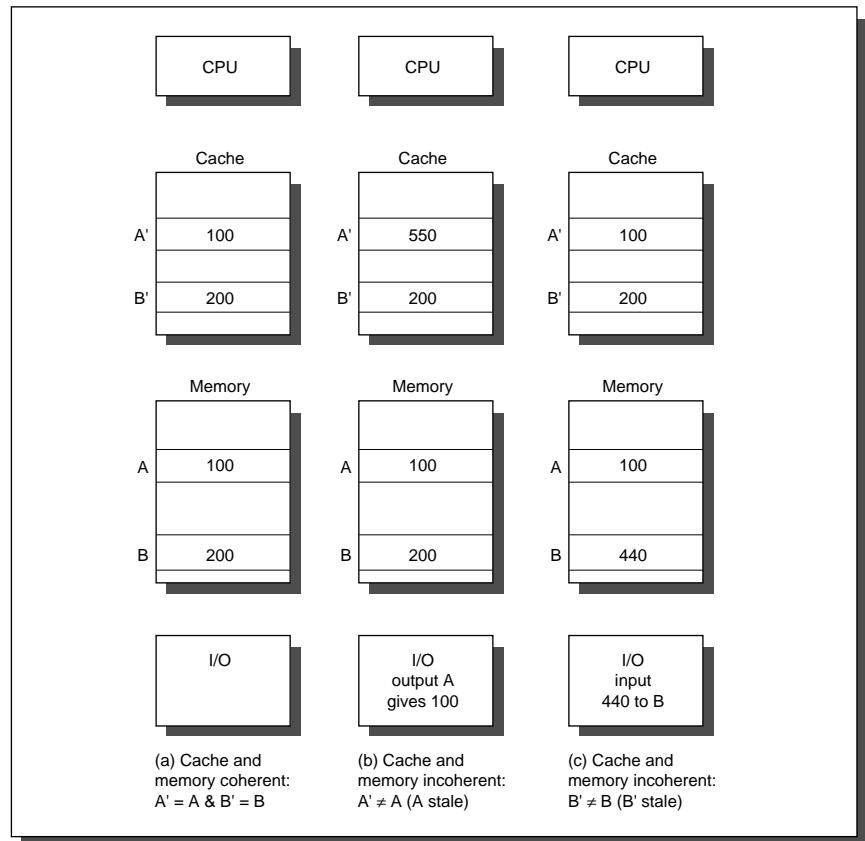 CPU CPU CPU
Cache Cache Cache
A' 100 A' 550 A' 100
B' 200 B' 200 B' 200
Memory Memory Memory
A 100 A 100 A 100
B 200 B 200 B 440
I/O I/O I/O
output A input
gives 100 440 to B
(a) Cache and (b) Cache and (c) Cache and
memory coherent: memory incoherent: memory incoherent:
A' = A & B' = B A' ≠ A (A stale) B' ≠ B (B' stale)